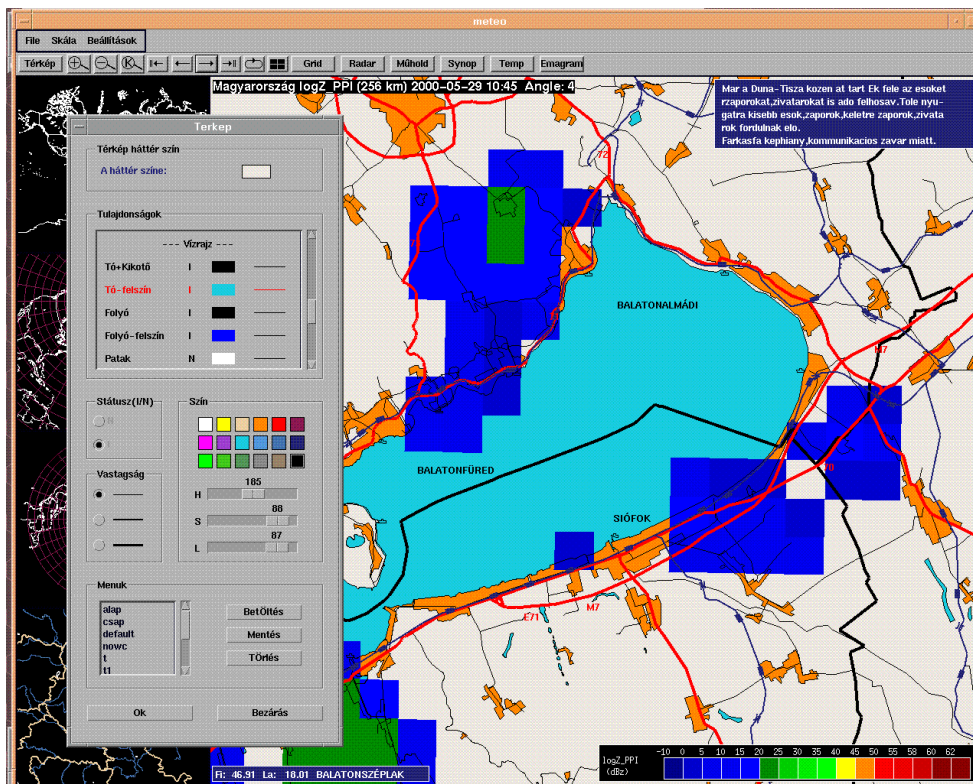 meteo
File Skála Beállítások
Térkép K Grid Radar Műhold Synop Temp Emagram
Magyarország logZ_PPI (256 km) 2000-05-29 10:45 Angle: 4
Mar a Duna-Tisza kozen at tart Ek fele az esoket
rzaporokat,zivatarokat is ado felhosav.Tole nyu-
gatra kisebb esok,zaporok,keletre zaporok,zivata
rok fordulnak elo.
Farkasfa kephiany,kommunikacios zavar miatt.
Terkep
Térkép háttér szín
A háttér színe:
Tulajdonságok
--- Vízrajz ---
Tó+Kikotő I
Tó-felszín I
Folyó I
Folyó-felszín I
Patak N
Státusz(I/N)
N
I
Szín
Vastagság
H 185
S 88
L 87
Menuk
alap
csap
default
nowc
t
t1
BetÖltés
Mentés
TÖrlés
Ok Bezárás
72
BALATONALMÁDI
M7
BALATONFÜRED
70
SIÓFOK
M7
E71
Fi: 46.91 La: 18.01 BALATONSZÉPLAK
logZ_PPI
(dBz)
-10 0 5 10 15 20 25 30 35 40 45 50 55 58 60 62